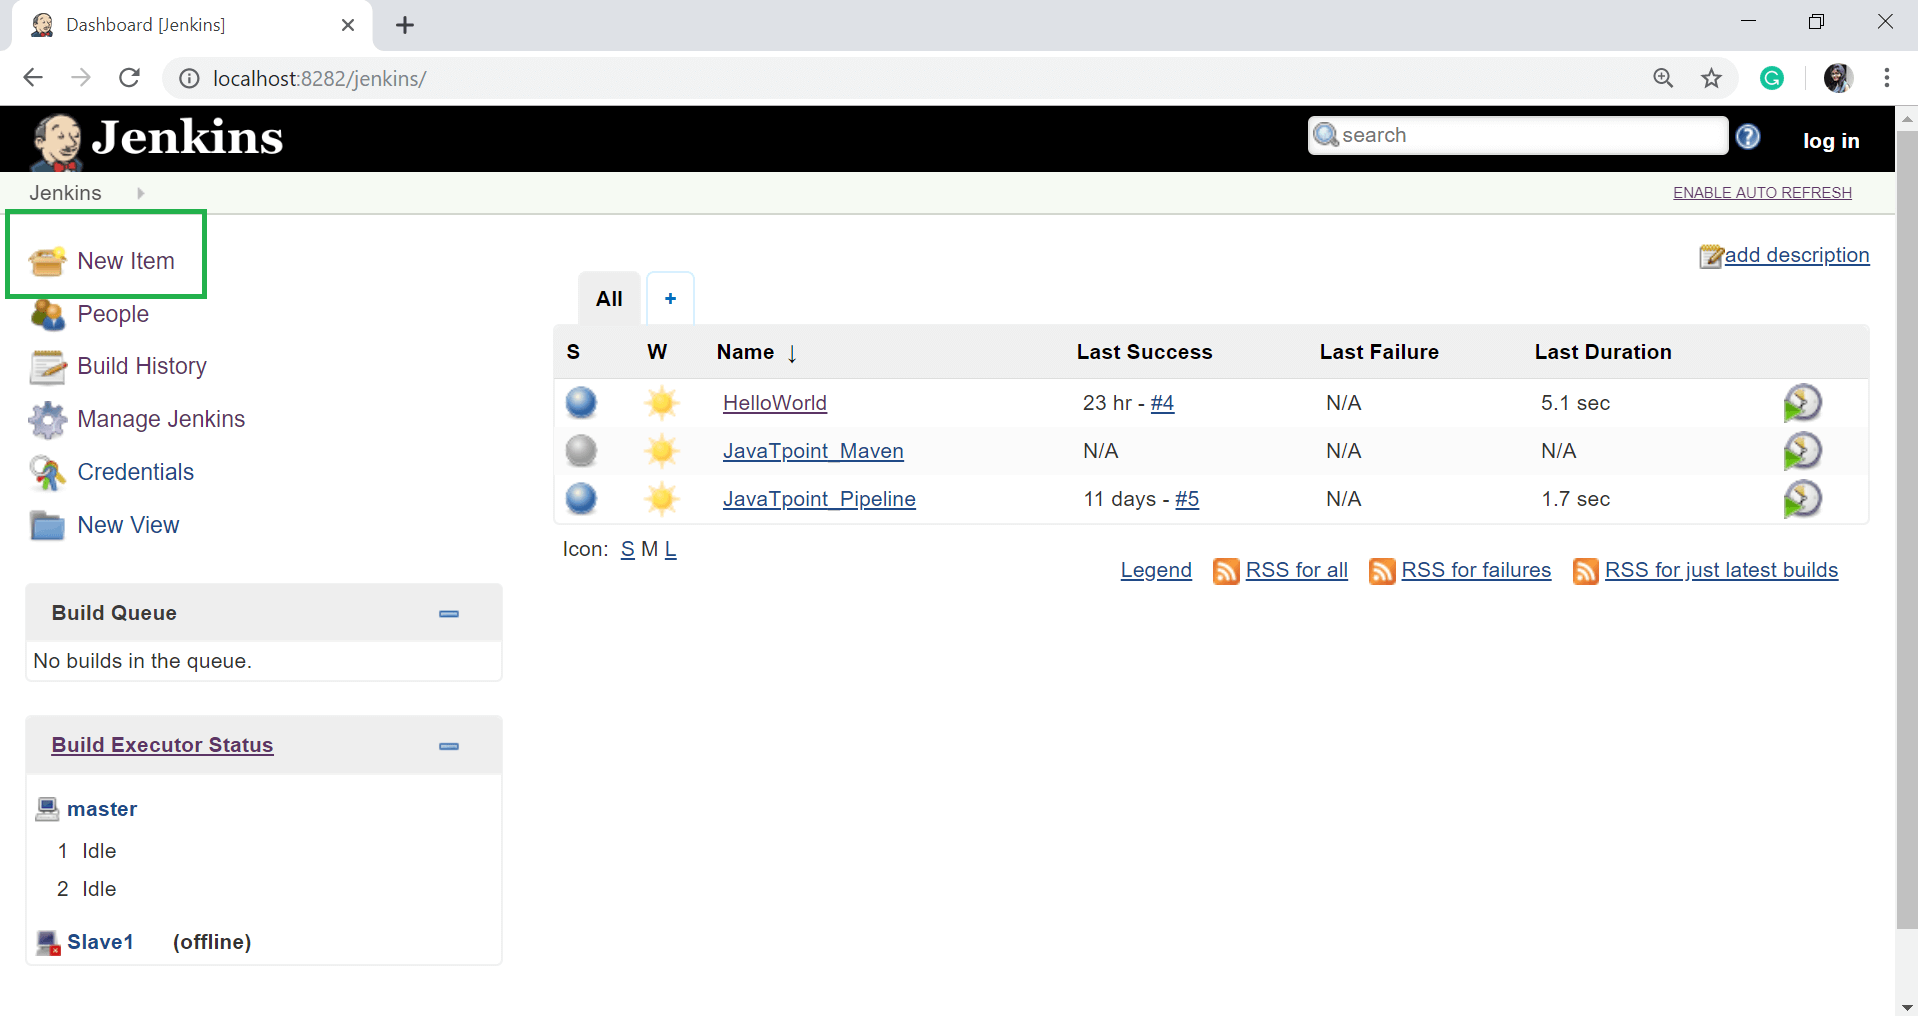 Dashboard [Jenkins]
localhost:8282/jenkins/
Jenkins
search
log in
Jenkins
ENABLE AUTO REFRESH
New Item
People
Build History
Manage Jenkins
Credentials
New View
add description
All +
S W Name ↓ Last Success Last Failure Last Duration
HelloWorld 23 hr - #4 N/A 5.1 sec
JavaTpoint_Maven N/A N/A N/A
JavaTpoint_Pipeline 11 days - #5 N/A 1.7 sec
Icon: S M L
Legend RSS for all RSS for failures RSS for just latest builds
Build Queue
No builds in the queue.
Build Executor Status
master
1 Idle
2 Idle
Slave1 (offline)